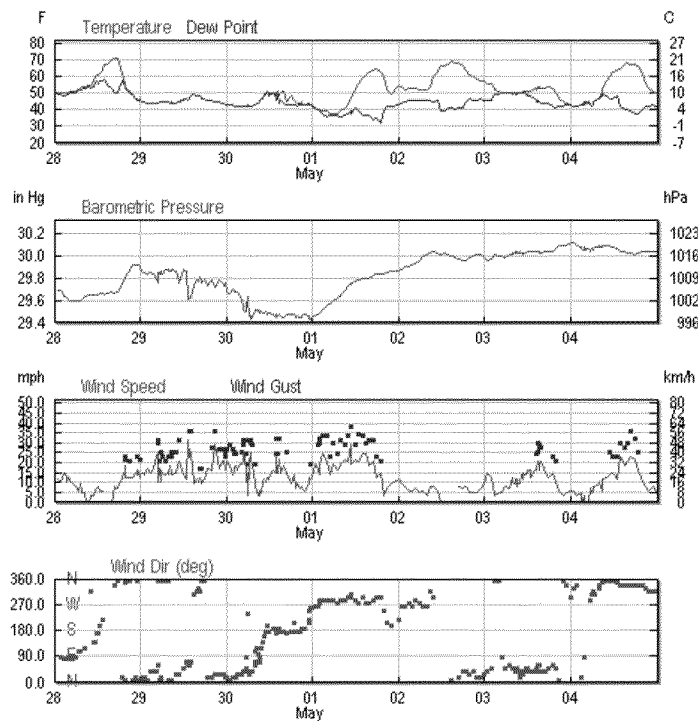 F Temperature Dew Point C
80 27
70 21
60 16
50 10
40 4
30 -1
20 -7
28 29 30 01 02 03 04
May
in Hg Barometric Pressure hPa
30.2 1023
30.0 1016
29.8 1009
29.6 1002
29.4 996
28 29 30 01 02 03 04
May
mph Wind Speed Wind Gust km/h
50.0 80
45.0 72
40.0 64
35.0 56
30.0 48
25.0 40
20.0 32
15.0 24
10.0 16
5.0 8
0.0 0
28 29 30 01 02 03 04
May
Wind Dir (deg)
360.0 N
270.0 W
180.0 S
90.0 E
0.0 N
28 29 30 01 02 03 04
May